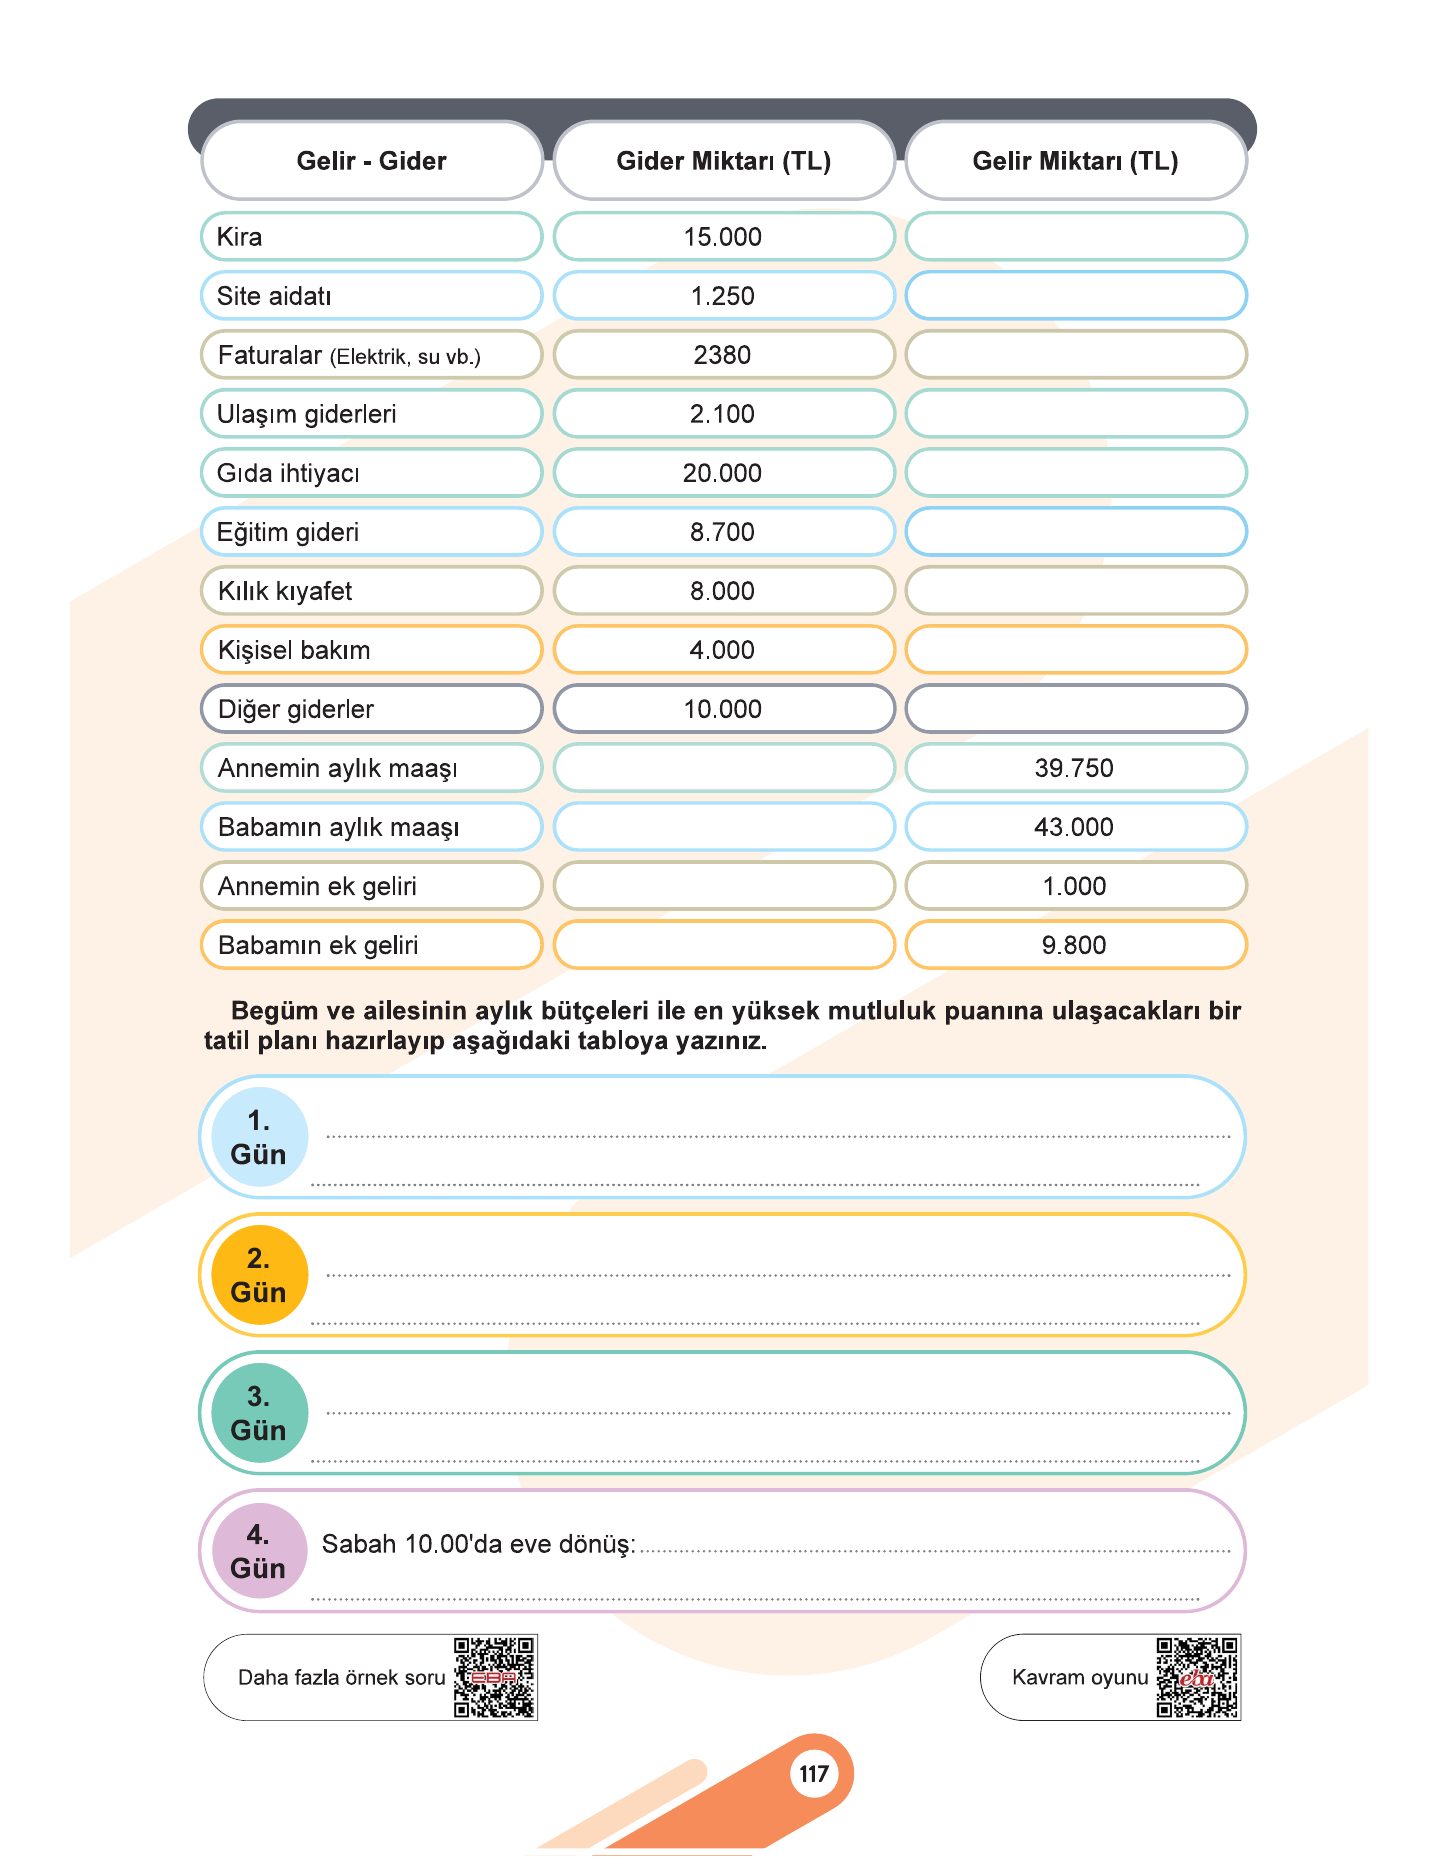 Gelir - Gider Gider Miktarı (TL) Gelir Miktarı (TL)
Kira 15.000
Site aidatı 1.250
Faturalar (Elektrik, su vb.) 2380
Ulaşım giderleri 2.100
Gıda ihtiyacı 20.000
Eğitim gideri 8.700
Kılık kıyafet 8.000
Kişisel bakım 4.000
Diğer giderler 10.000
Annemin aylık maaşı 39.750
Babamın aylık maaşı 43.000
Annemin ek geliri 1.000
Babamın ek geliri 9.800
Begüm ve ailesinin aylık bütçeleri ile en yüksek mutluluk puanına ulaşacakları bir
tatil planı hazırlayıp aşağıdaki tabloya yazınız.
1.
Gün
2.
Gün
3.
Gün
4.
Gün
Sabah 10.00'da eve dönüş:
Daha fazla örnek soru
EBA
Kavram oyunu
eba
117